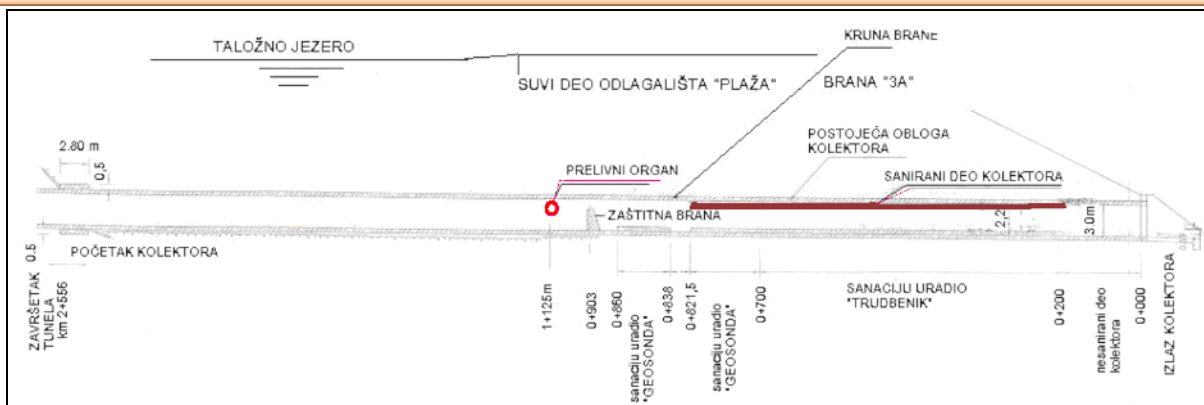 TALOŽNO JEZERO
KRUNA BRANE
SUVI DEO ODLAGALIŠTA "PLAŽA"
BRANA "3A"
2.80 m
0,5
POSTOJEĆA OBLOGA
KOLEKTORA
PRELIVNI ORGAN
SANIRANI DEO KOLEKTORA
ZAŠTITNA BRANA
2,2
3.0m
0.5
POČETAK KOLEKTORA
ZAVRŠETAK
TUNELA
km 2+556
1+125m
0+903
0+860
sanaciju uradio
"GEOSONDA"
0+838
0+821,5
sanaciju uradio
"GEOSONDA"
0+700
SANACIJU URADIO
"TRUDBENIK"
0+200
nesanirani deo
kolektora
0+000
IZLAZ KOLEKTORA